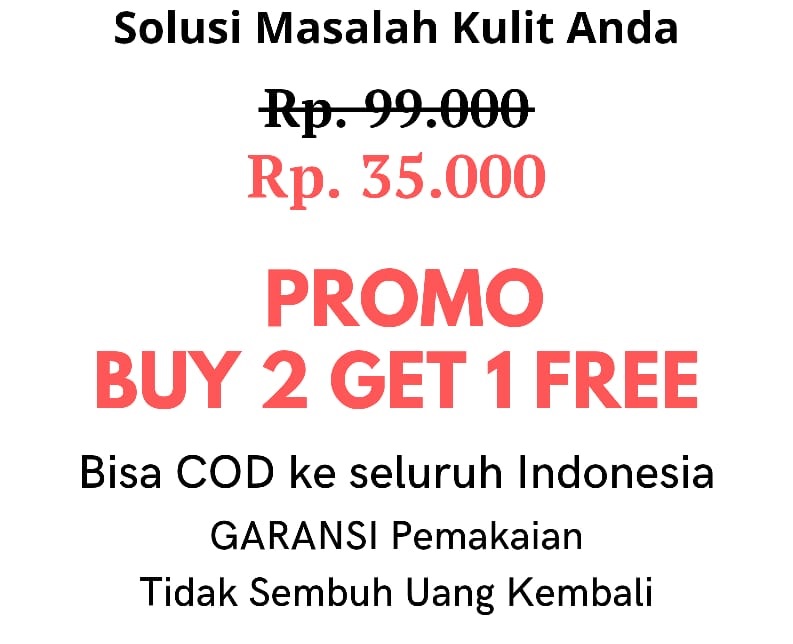 Solusi Masalah Kulit Anda
Rp. 99.000
Rp. 35.000
PROMO
BUY 2 GET 1 FREE
Bisa COD ke seluruh Indonesia
GARANSI Pemakaian
Tidak Sembuh Uang Kembali